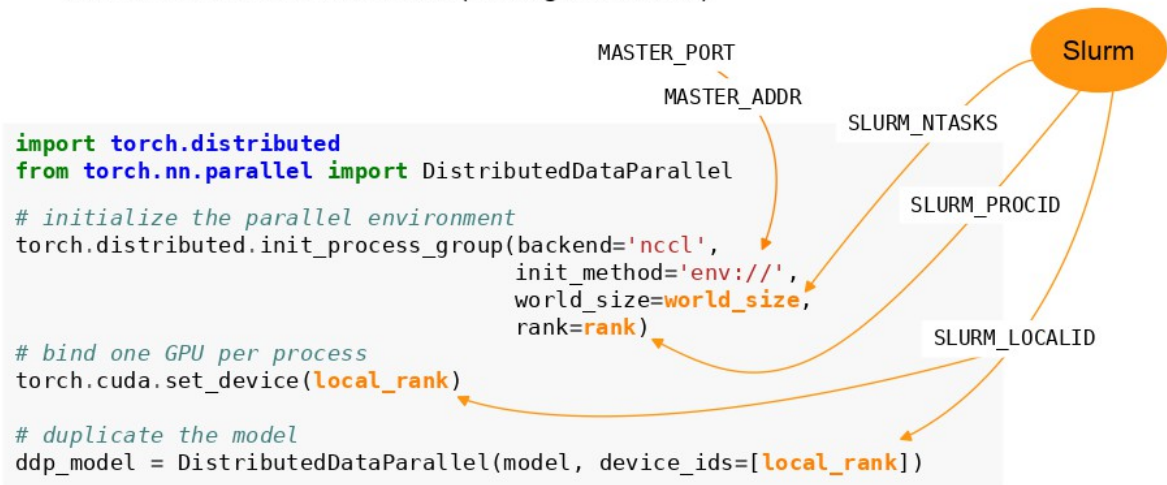 MASTER_PORT
Slurm
MASTER_ADDR
SLURM_NTASKS
import torch.distributed
from torch.nn.parallel import DistributedDataParallel
SLURM_PROCID
# initialize the parallel environment
torch.distributed.init_process_group(backend='nccl',
init_method='env://',
world_size=world_size,
rank=rank)
SLURM_LOCALID
# bind one GPU per process
torch.cuda.set_device(local_rank)
# duplicate the model
ddp_model = DistributedDataParallel(model, device_ids=[local_rank])